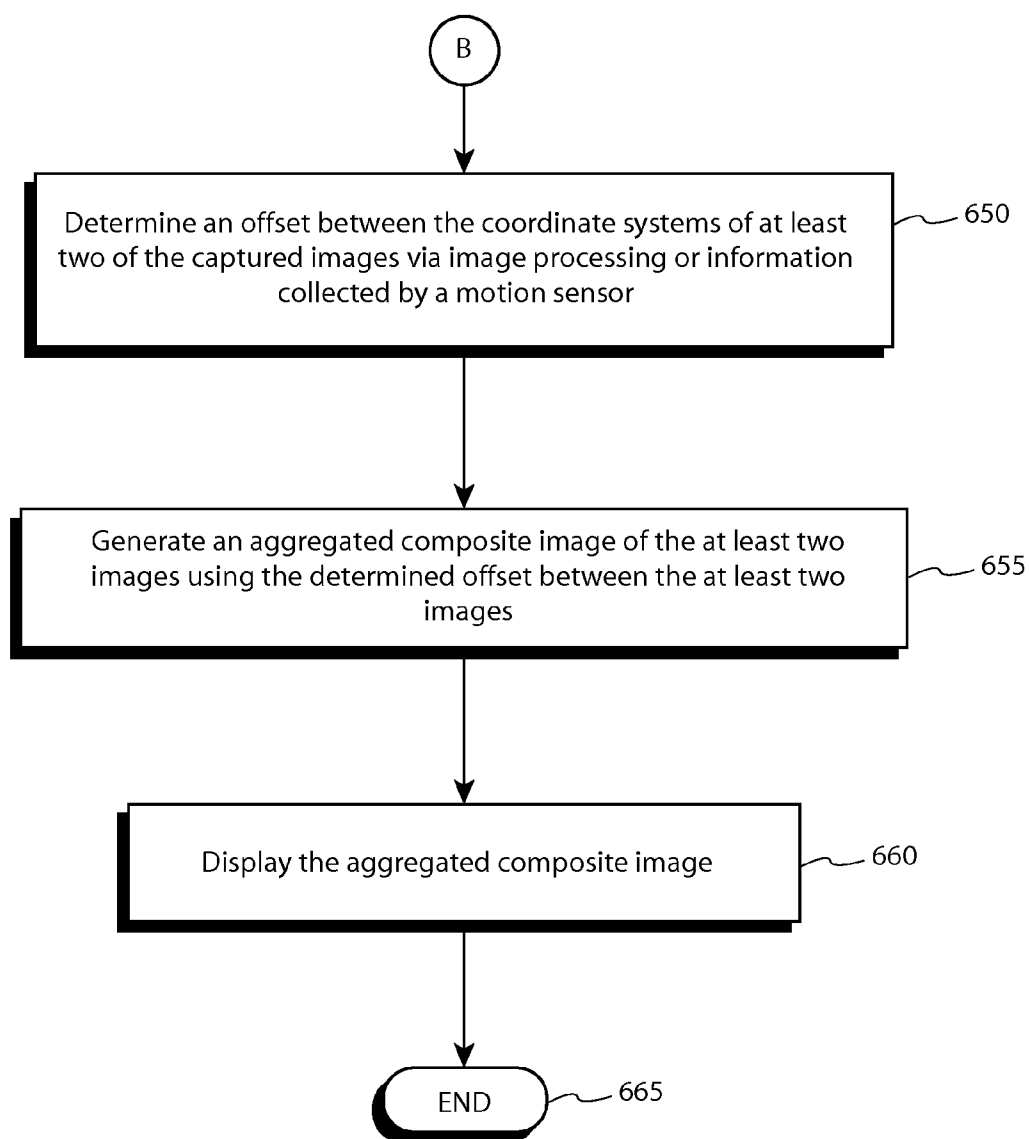 B
Determine an offset between the coordinate systems of at least
two of the captured images via image processing or information
collected by a motion sensor
650
Generate an aggregated composite image of the at least two
images using the determined offset between the at least two
images
655
Display the aggregated composite image
660
END
665